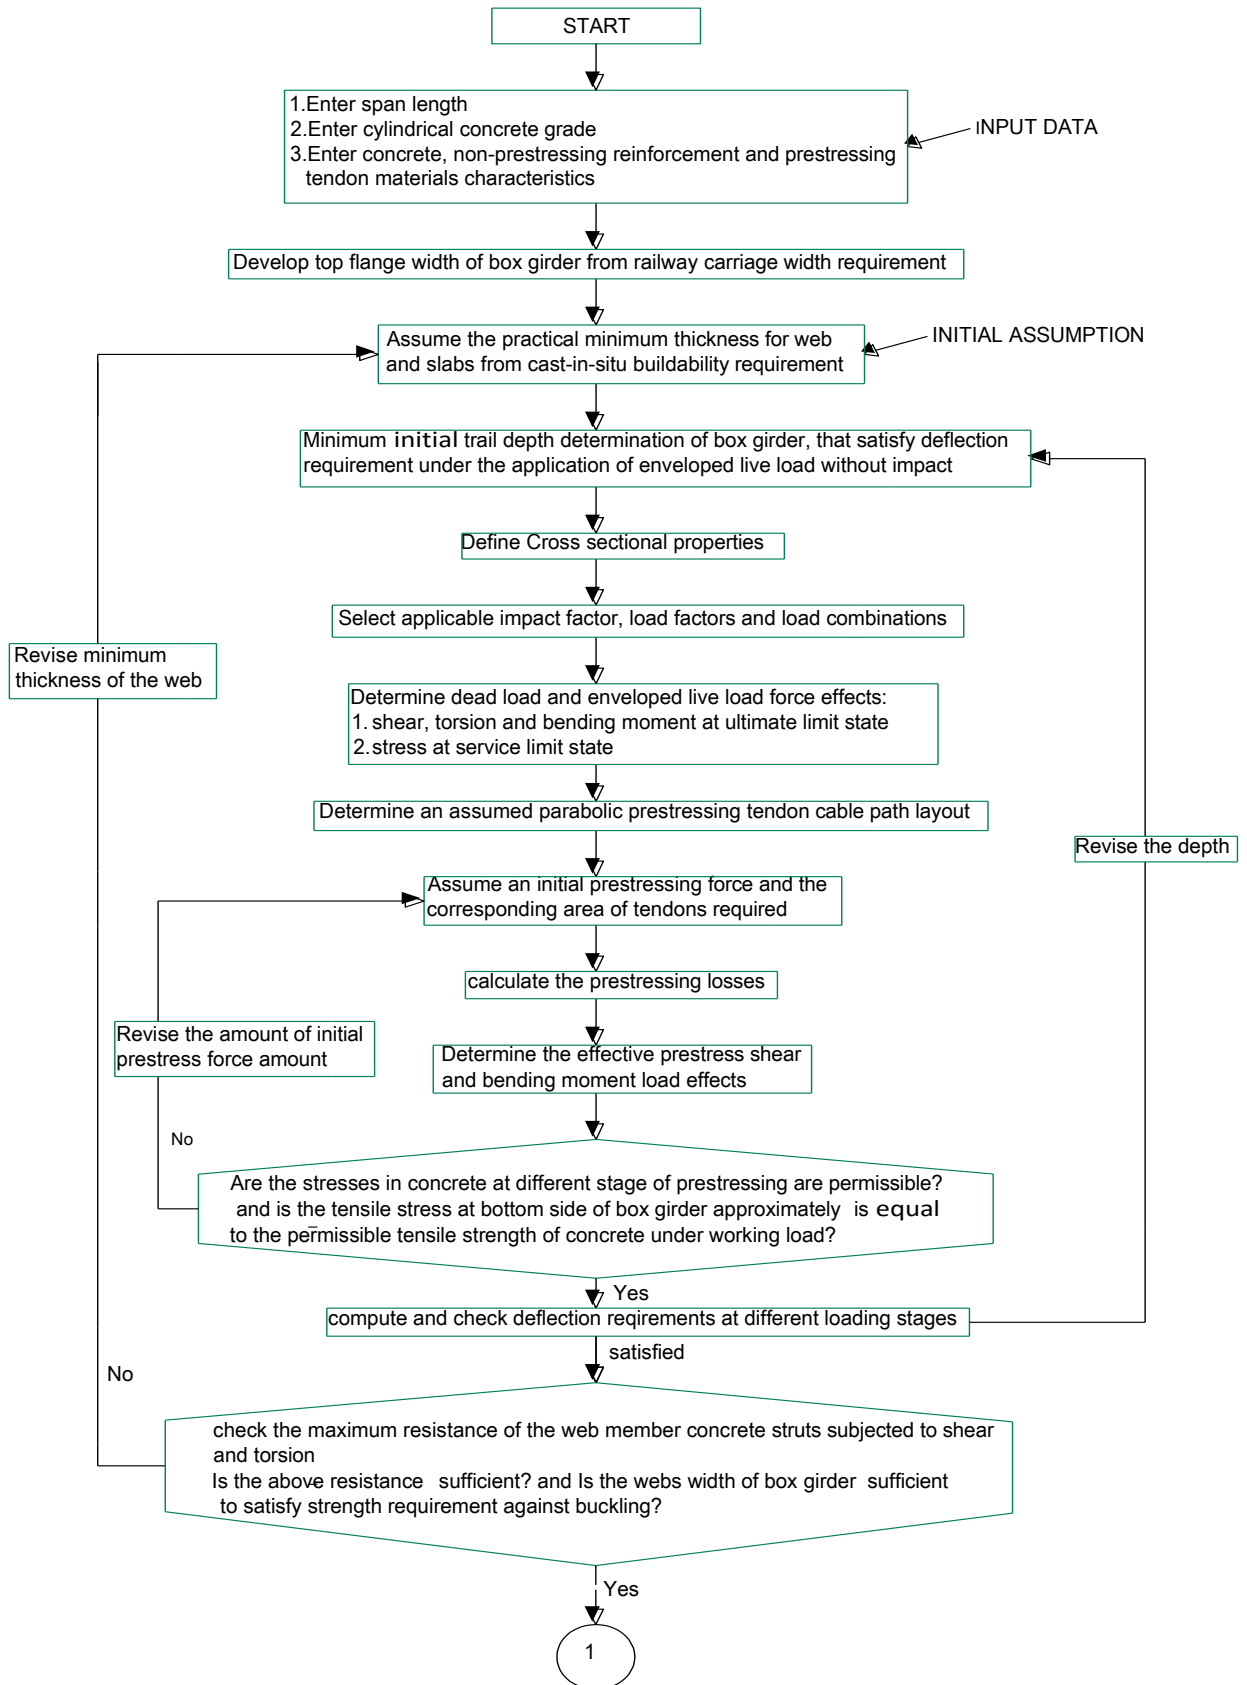 START
1.Enter span length
2.Enter cylindrical concrete grade
3.Enter concrete, non-prestressing reinforcement and prestressing
tendon materials characteristics
INPUT DATA
Develop top flange width of box girder from railway carriage width requirement
Assume the practical minimum thickness for web
and slabs from cast-in-situ buildability requirement
INITIAL ASSUMPTION
Minimum initial trail depth determination of box girder, that satisfy deflection
requirement under the application of enveloped live load without impact
Define Cross sectional properties
Select applicable impact factor, load factors and load combinations
Revise minimum
thickness of the web
Determine dead load and enveloped live load force effects:
1. shear, torsion and bending moment at ultimate limit state
2.stress at service limit state
Determine an assumed parabolic prestressing tendon cable path layout
Revise the depth
Assume an initial prestressing force and the
corresponding area of tendons required
calculate the prestressing losses
Revise the amount of initial
prestress force amount
Determine the effective prestress shear
and bending moment load effects
No
Are the stresses in concrete at different stage of prestressing are permissible?
and is the tensile stress at bottom side of box girder approximately is equal
to the permissible tensile strength of concrete under working load?
Yes
compute and check deflection reqirements at different loading stages
satisfied
No
check the maximum resistance of the web member concrete struts subjected to shear
and torsion
Is the above resistance sufficient? and Is the webs width of box girder sufficient
to satisfy strength requirement against buckling?
Yes
1